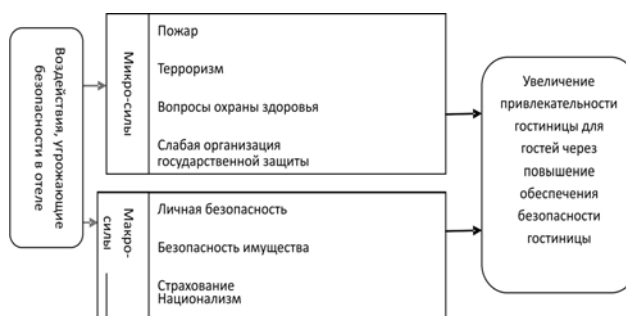 Воздействия, угрожающие
безопасности в отеле
Микро-силы
Пожар
Терроризм
Вопросы охраны здоровья
Слабая организация
государственной защиты
Макро-
силы
Личная безопасность
Безопасность имущества
Страхование
Национализм
Увеличение
привлекательности
гостиницы для
гостей через
повышение
обеспечения
безопасности
гостиницы